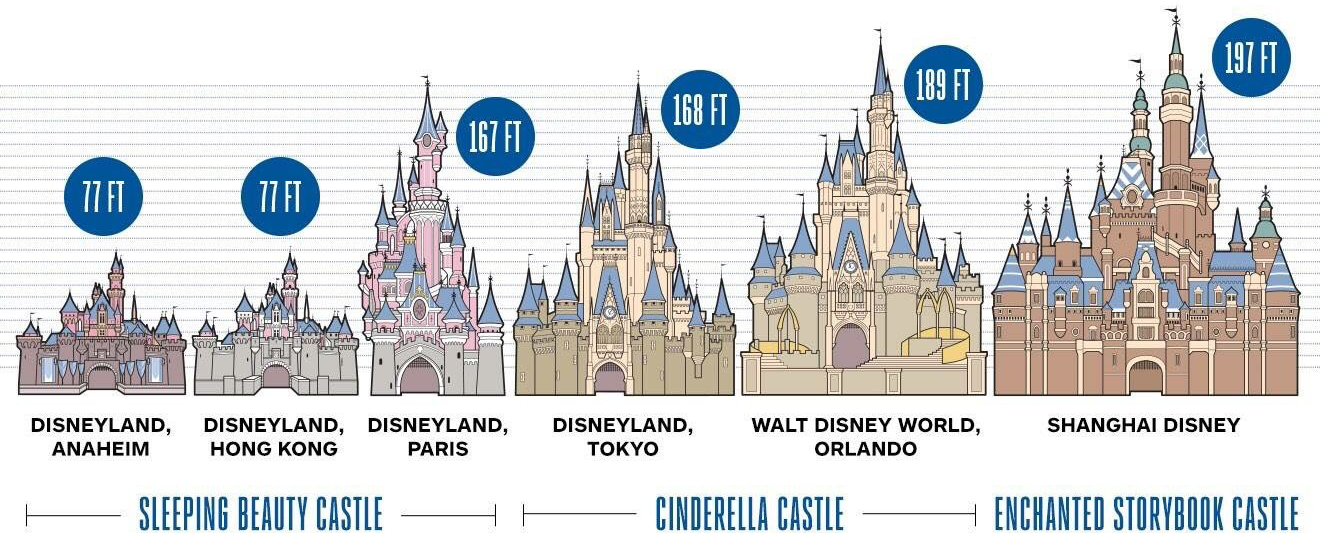 77 FT
77 FT
167 FT
168 FT
189 FT
197 FT
DISNEYLAND,
ANAHEIM
DISNEYLAND,
HONG KONG
DISNEYLAND,
PARIS
DISNEYLAND,
TOKYO
WALT DISNEY WORLD,
ORLANDO
SHANGHAI DISNEY
SLEEPING BEAUTY CASTLE
CINDERELLA CASTLE
ENCHANTED STORYBOOK CASTLE